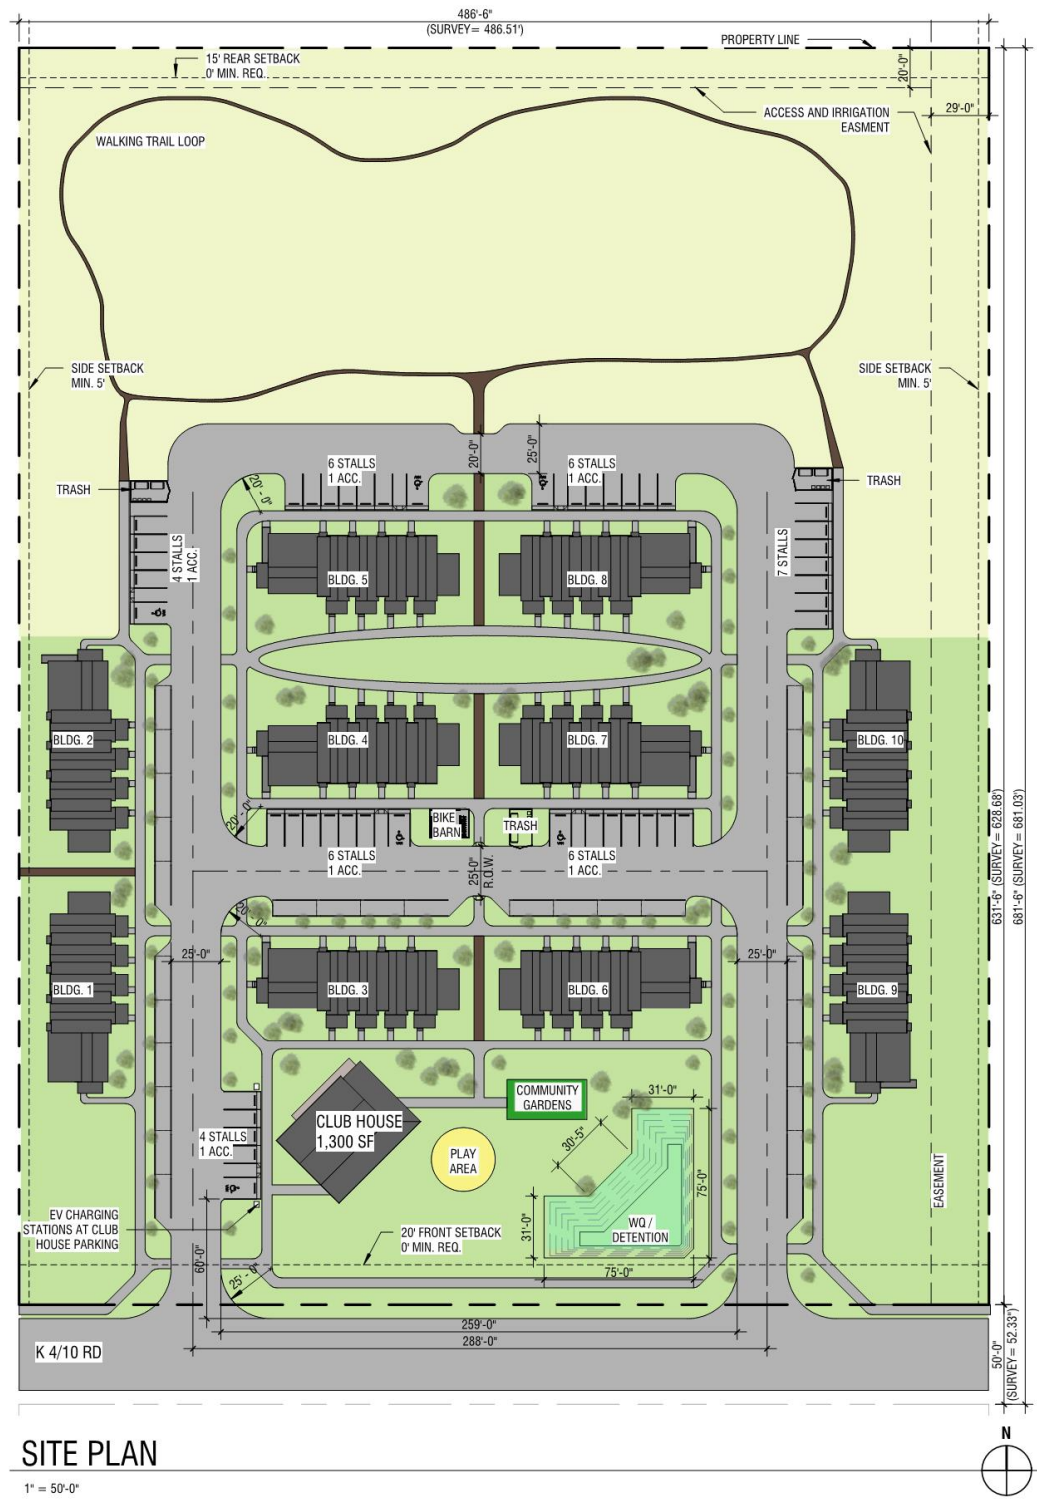 486'-6"
(SURVEY= 486.51')
PROPERTY LINE
15' REAR SETBACK
0' MIN. REQ.
20'-0"
29'-0"
ACCESS AND IRRIGATION
EASMENT
WALKING TRAIL LOOP
SIDE SETBACK
MIN. 5'
SIDE SETBACK
MIN. 5'
20'-0"
25'-0"
6 STALLS
1 ACC.
6 STALLS
1 ACC.
TRASH
TRASH
20'- 0"
4 STALLS
1 ACC.
7 STALLS
BLDG. 5
BLDG. 8
BLDG. 2
BLDG. 4
BLDG. 7
BLDG. 10
20'- 0"
BIKE
BARN
TRASH
6 STALLS
1 ACC.
25'-0"
R.O.W.
6 STALLS
1 ACC.
631'-6" (SURVEY= 628.68')
681'-6" (SURVEY= 681.03')
20'- 0"
25'-0"
25'-0"
BLDG. 1
BLDG. 3
BLDG. 6
BLDG. 9
COMMUNITY
GARDENS
31'-0"
CLUB HOUSE
1,300 SF
4 STALLS
1 ACC.
30'-5"
PLAY
AREA
75'-0"
EASEMENT
EV CHARGING
STATIONS AT CLUB
HOUSE PARKING
20' FRONT SETBACK
0' MIN. REQ.
31'-0"
WQ /
DETENTION
60'-0"
25'- 0"
75'-0"
259'-0"
288'-0"
K 4/10 RD
50'-0"
(SURVEY= 52.33")
SITE PLAN
N
1" = 50'-0"